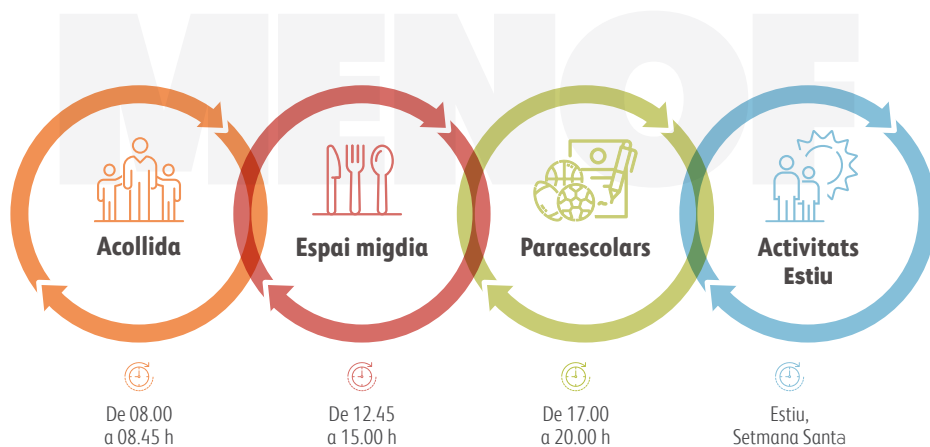 MENOF
Acollida
Espai migdia
Paraescolars
Activitats
Estiu
De 08.00
a 08.45 h
De 12.45
a 15.00 h
De 17.00
a 20.00 h
Estiu,
Setmana Santa